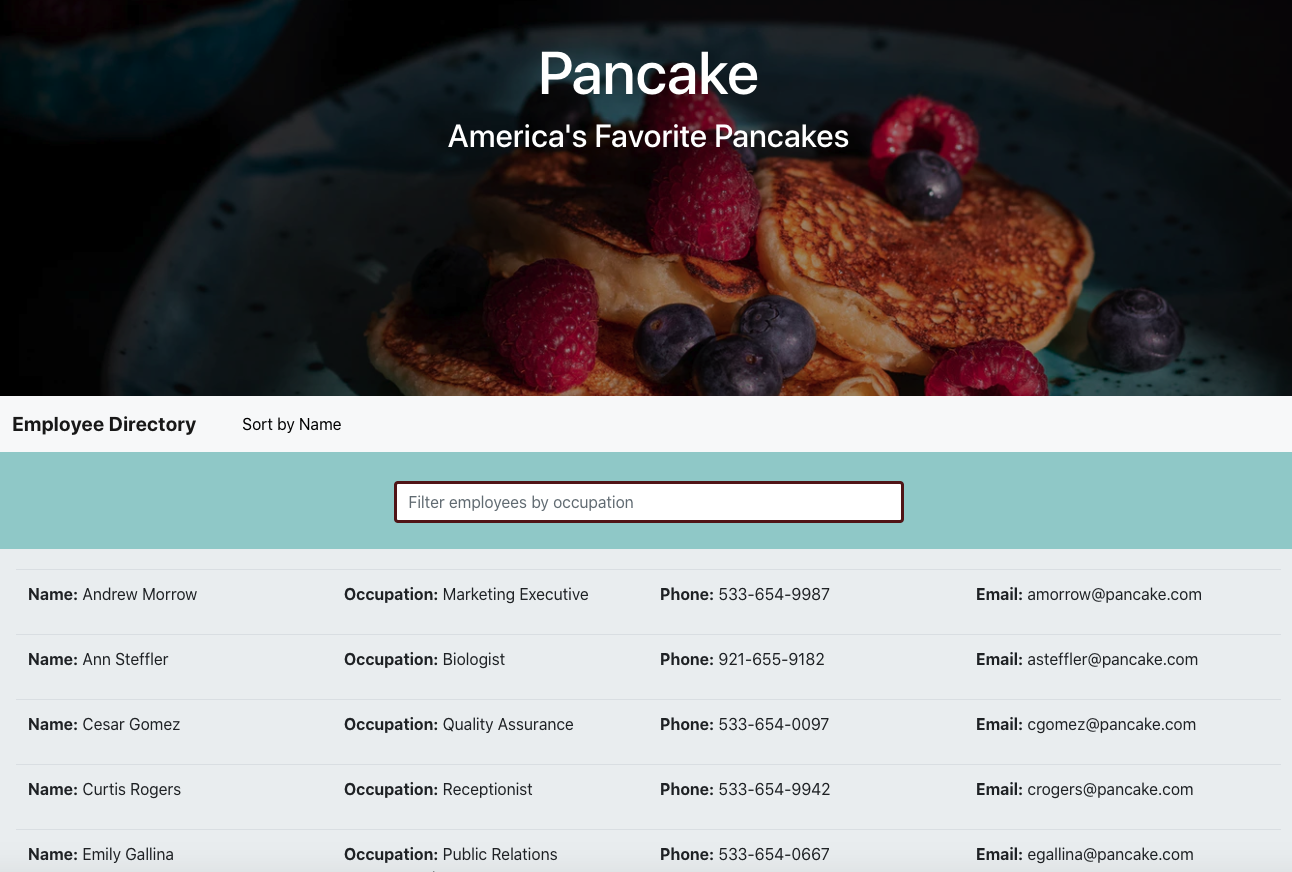 Pancake
America's Favorite Pancakes
Employee Directory Sort by Name
Filter employees by occupation
Name: Andrew Morrow Occupation: Marketing Executive Phone: 533-654-9987 Email: amorrow@pancake.com
Name: Ann Steffler Occupation: Biologist Phone: 921-655-9182 Email: asteffler@pancake.com
Name: Cesar Gomez Occupation: Quality Assurance Phone: 533-654-0097 Email: cgomez@pancake.com
Name: Curtis Rogers Occupation: Receptionist Phone: 533-654-9942 Email: crogers@pancake.com
Name: Emily Gallina Occupation: Public Relations Phone: 533-654-0667 Email: egallina@pancake.com